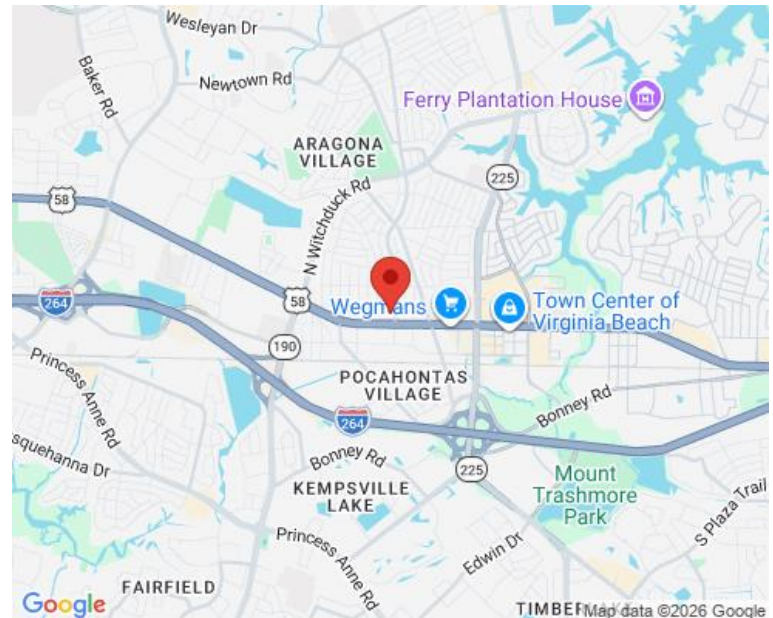 Wesleyan Dr
Baker Rd
Newtown Rd
Ferry Plantation House
ARAGONA
VILLAGE
225
58
N Witchduck Rd
264
58
Wegmans
Town Center of
Virginia Beach
190
Princess Anne Rd
POCAHONTAS
VILLAGE
Bonney Rd
264
squehanna Dr
Bonney Rd
225
KEMPSVILLE
LAKE
Mount
Trashmore
Park
S Plaza Trail
Princess Anne Rd
Edwin Dr
FAIRFIELD
Google
TIMBE
Map data ©2026 Google